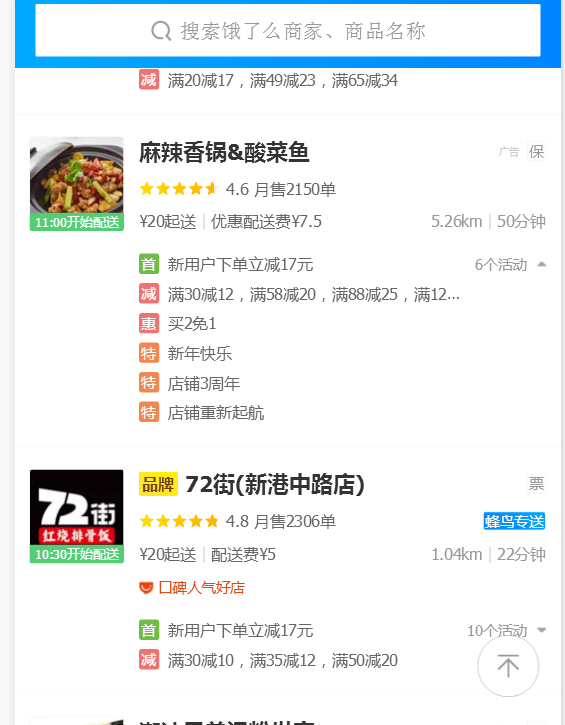 搜索饿了么商家、商品名称
减 满20减17，满49减23，满65减34
麻辣香锅&酸菜鱼 广告 保
4.6 月售2150单
11:00开始配送
¥20起送 | 优惠配送费¥7.5 5.26km | 50分钟
首 新用户下单立减17元 6个活动
减 满30减12，满58减20，满88减25，满12...
惠 买2免1
特 新年快乐
特 店铺3周年
特 店铺重新起航
品牌 72街(新港中路店) 票
72街
红烧排骨饭
4.8 月售2306单 蜂鸟专送
10:30开始配送
¥20起送 | 配送费¥5 1.04km | 22分钟
口碑人气好店
首 新用户下单立减17元 10个活动
减 满30减10，满35减12，满50减20